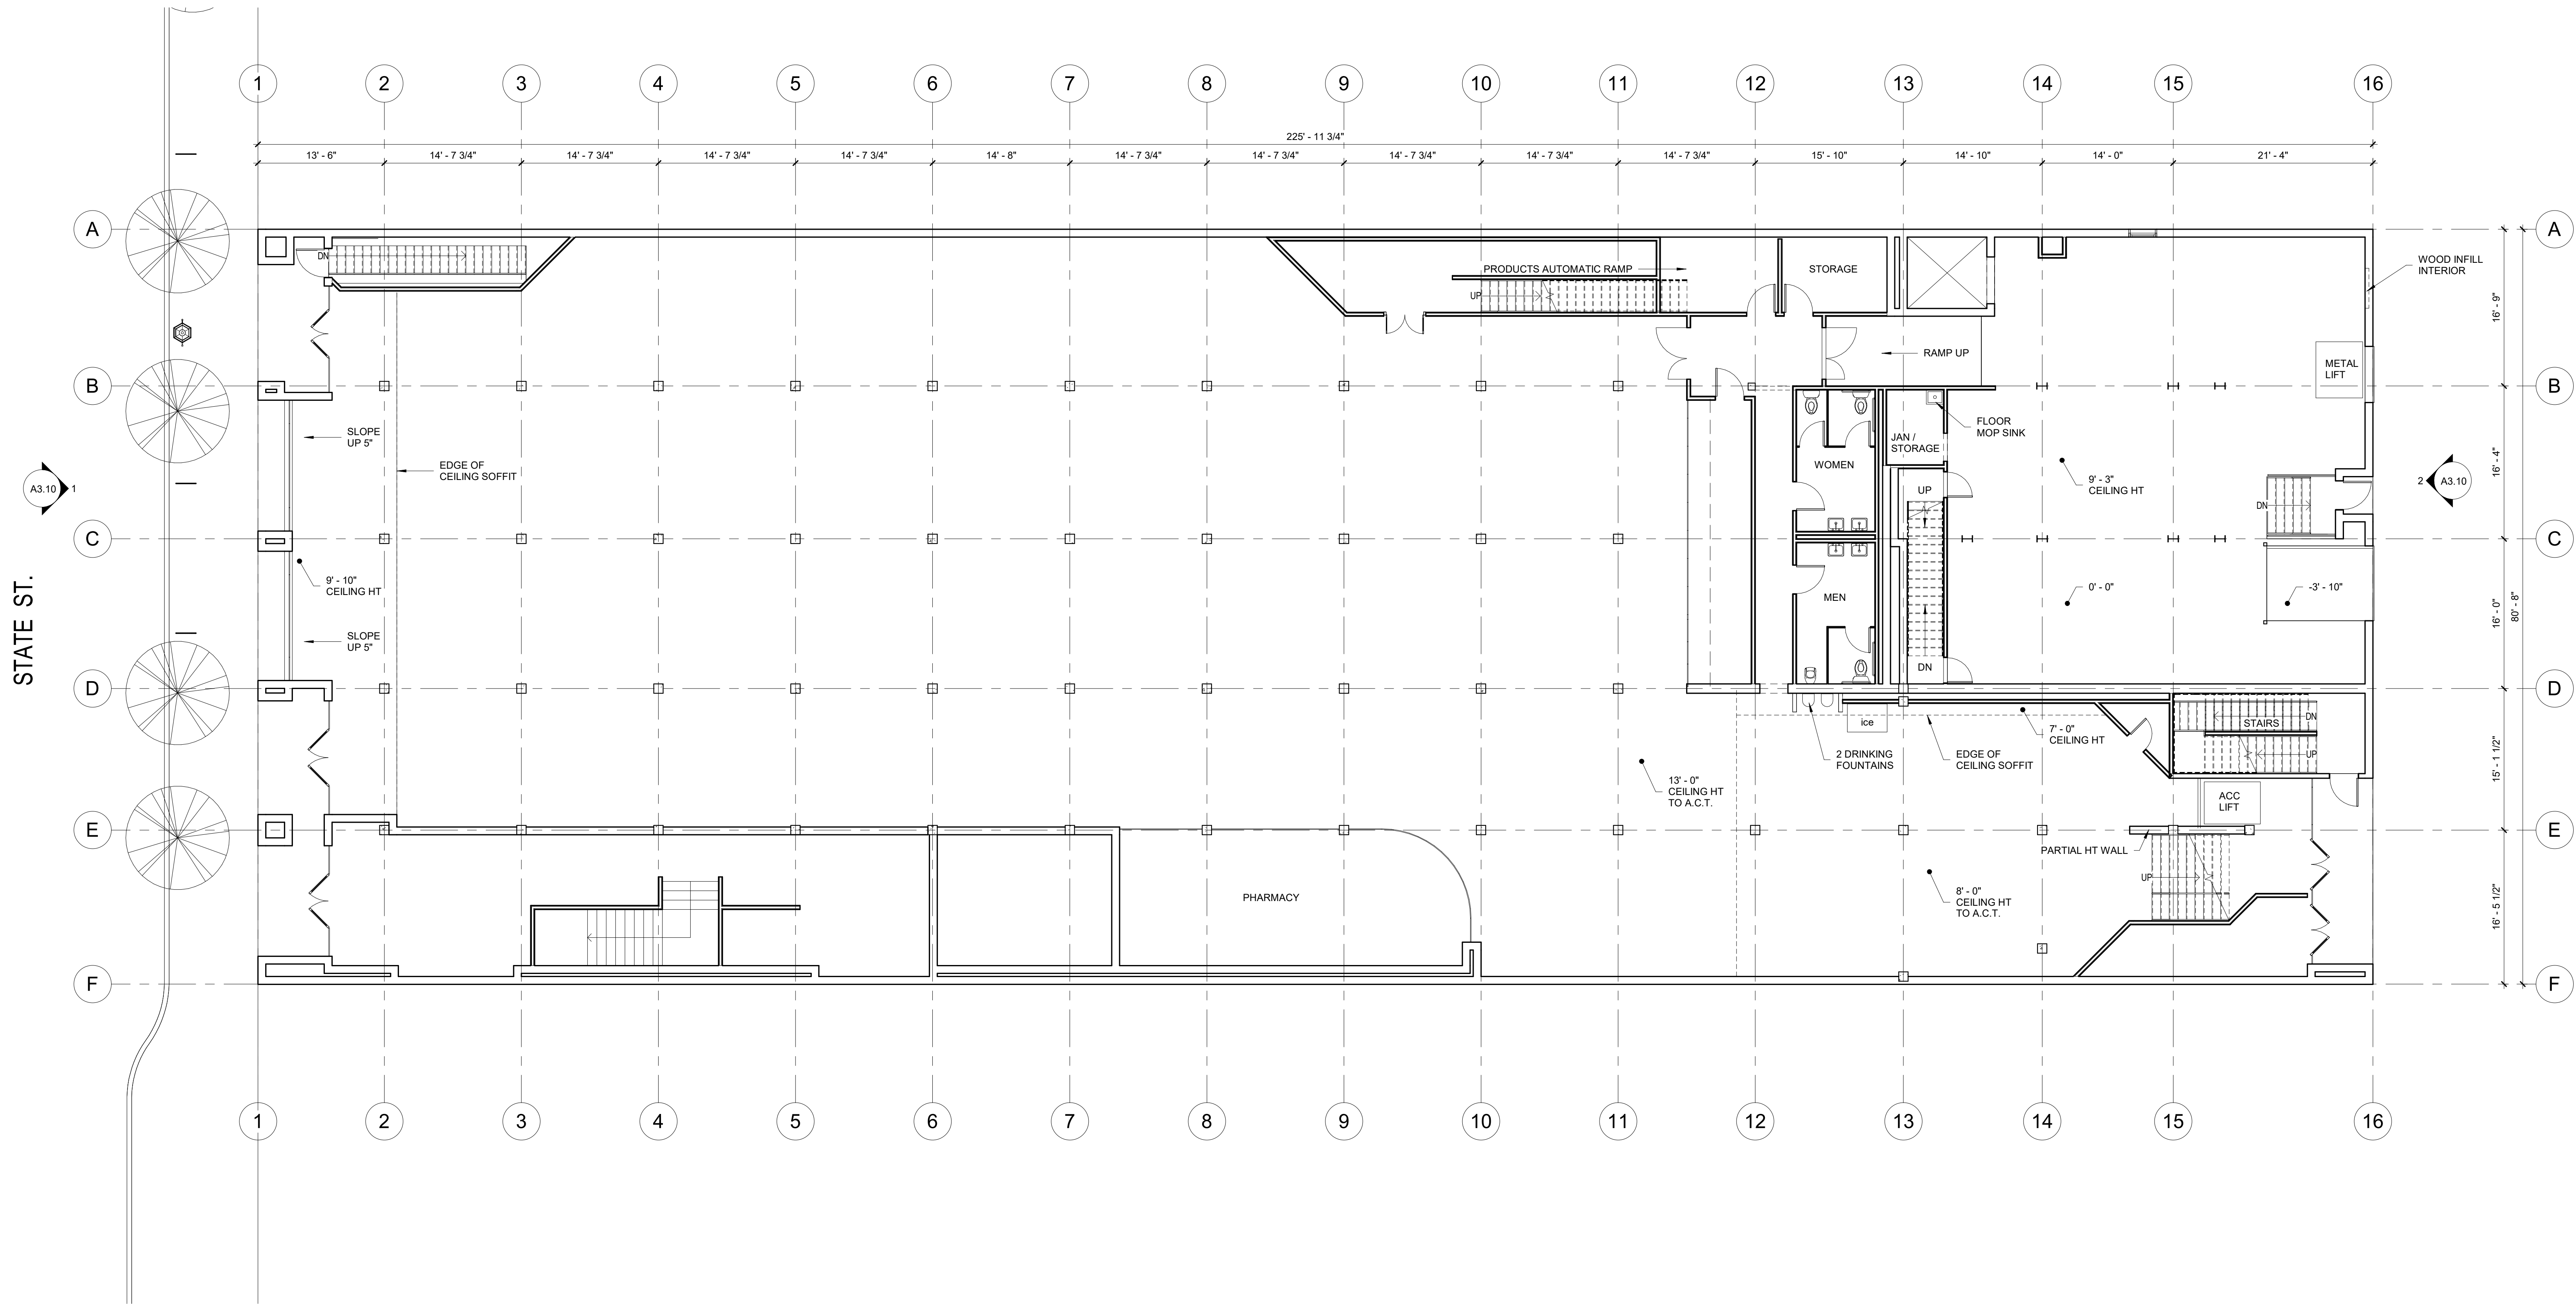 1 2 3 4 5 6 7 8 9 10 11 12 13 14 15 16
225' - 11 3/4"
13' - 6" 14' - 7 3/4" 14' - 7 3/4" 14' - 7 3/4" 14' - 7 3/4" 14' - 8" 14' - 7 3/4" 14' - 7 3/4" 14' - 7 3/4" 14' - 7 3/4" 14' - 7 3/4" 15' - 10" 14' - 10" 14' - 0" 21' - 4"
A A
DN
PRODUCTS AUTOMATIC RAMP
STORAGE
WOOD INFILL
INTERIOR
UP
16' - 9"
RAMP UP
METAL
LIFT
B B
SLOPE
UP 5"
FLOOR
MOP SINK
JAN /
STORAGE
EDGE OF
CEILING SOFFIT
WOMEN
16' - 4"
A3.10 1
9' - 3"
CEILING HT
2 A3.10
UP
DN
C C
9' - 10"
CEILING HT
0' - 0"
-3' - 10"
MEN
STATE ST.
16' - 0"
80' - 8"
SLOPE
UP 5"
DN
D D
ice
STAIRS
DN
7' - 0"
CEILING HT
2 DRINKING
FOUNTAINS
EDGE OF
CEILING SOFFIT
UP
15' - 1 1/2"
13' - 0"
CEILING HT
TO A.C.T.
ACC
LIFT
E E
PARTIAL HT WALL
UP
PHARMACY
8' - 0"
CEILING HT
TO A.C.T.
16' - 5 1/2"
F F
1 2 3 4 5 6 7 8 9 10 11 12 13 14 15 16